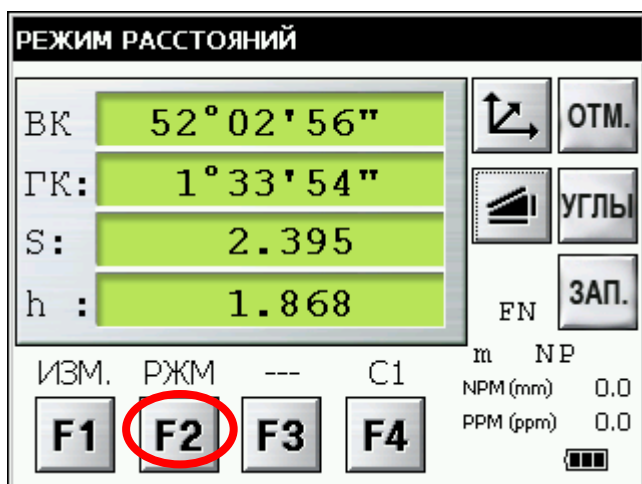 РЕЖИМ РАССТОЯНИЙ
ВК 52°02'56"
ГК: 1°33'54"
S: 2.395
h : 1.868
ОТМ.
УГЛЫ
ЗАП.
FN
m NP
NPM (mm) 0.0
PPM (ppm) 0.0
ИЗМ. РЖМ --- С1
F1 F2 F3 F4